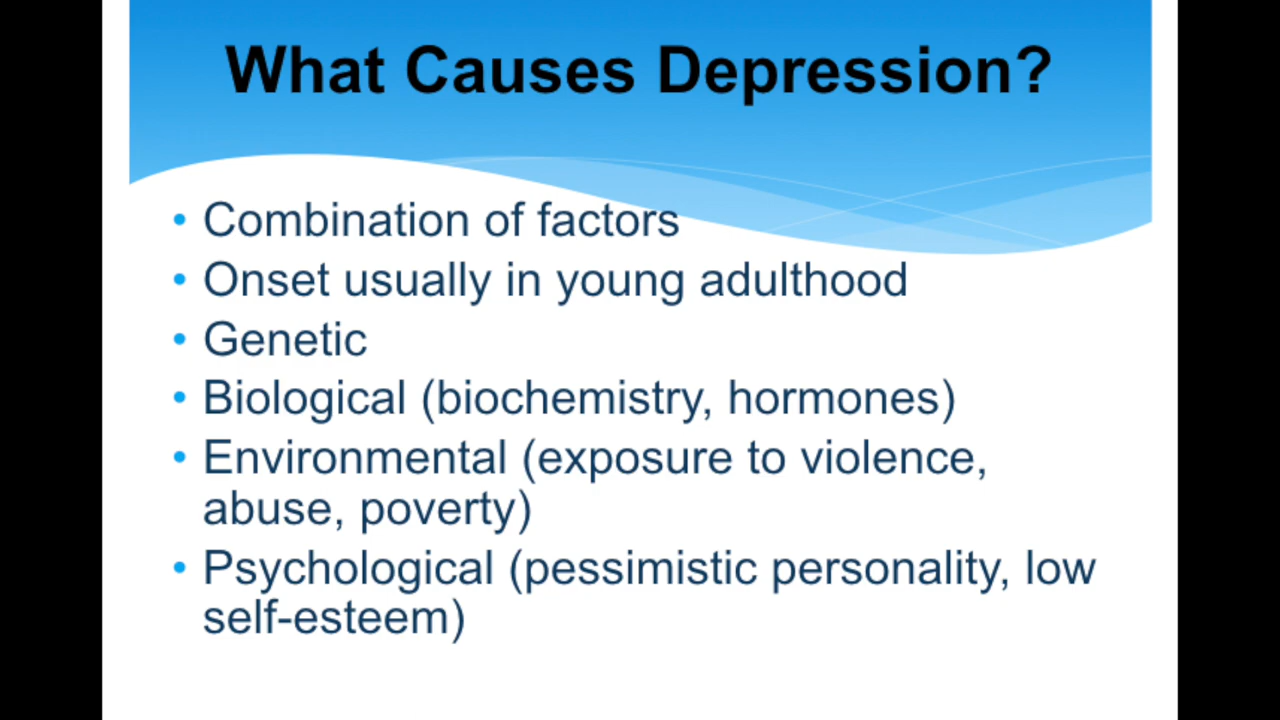 What Causes Depression?
• Combination of factors
• Onset usually in young adulthood
• Genetic
• Biological (biochemistry, hormones)
• Environmental (exposure to violence,
abuse, poverty)
• Psychological (pessimistic personality, low
self-esteem)